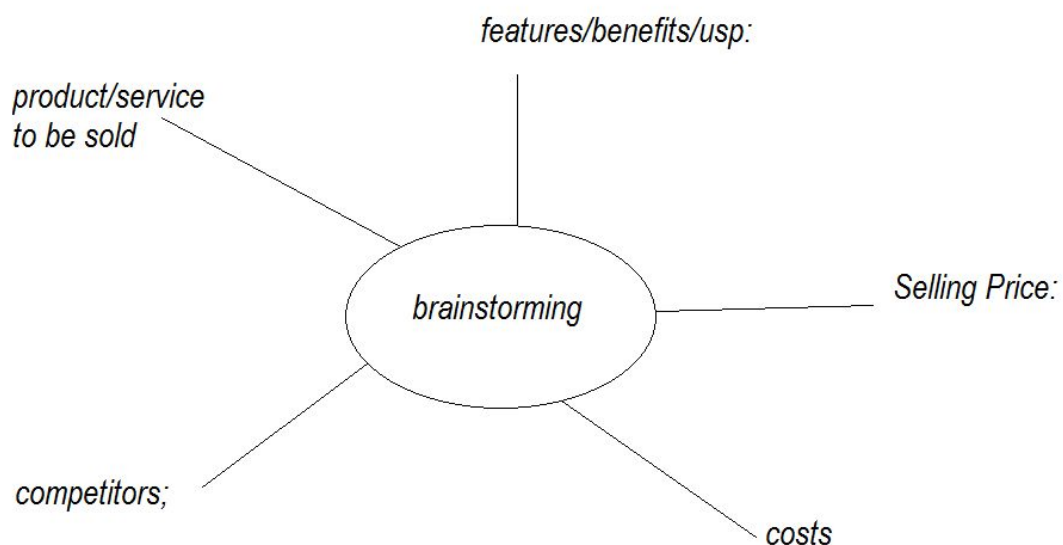 features/benefits/usp:
product/service
to be sold
brainstorming
Selling Price:
competitors;
costs